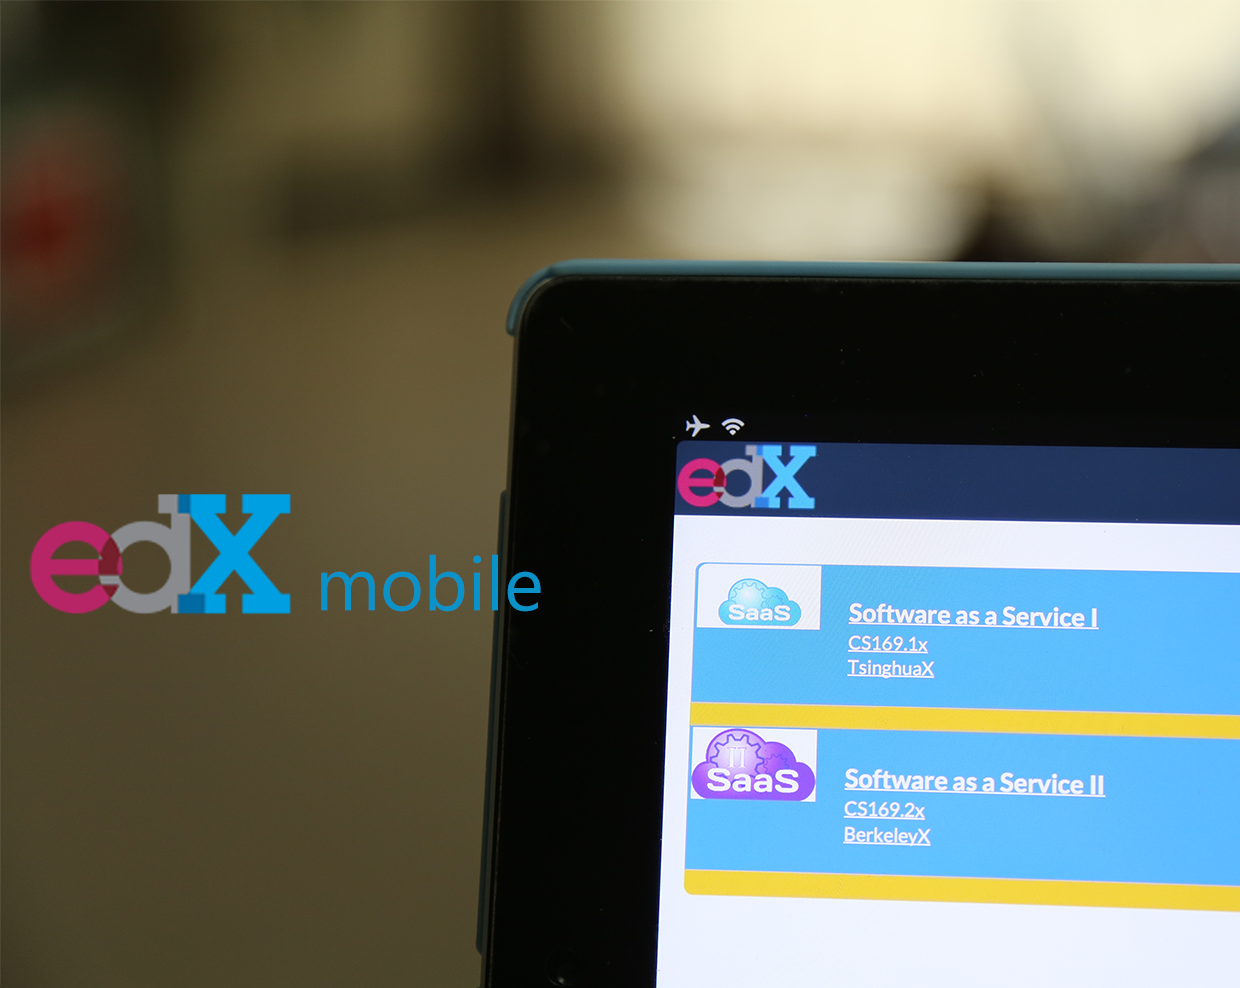 edX mobile
edX
SaaS
Software as a Service I
CS169.1x
TsinghuaX
II
SaaS
Software as a Service II
CS169.2x
BerkeleyX